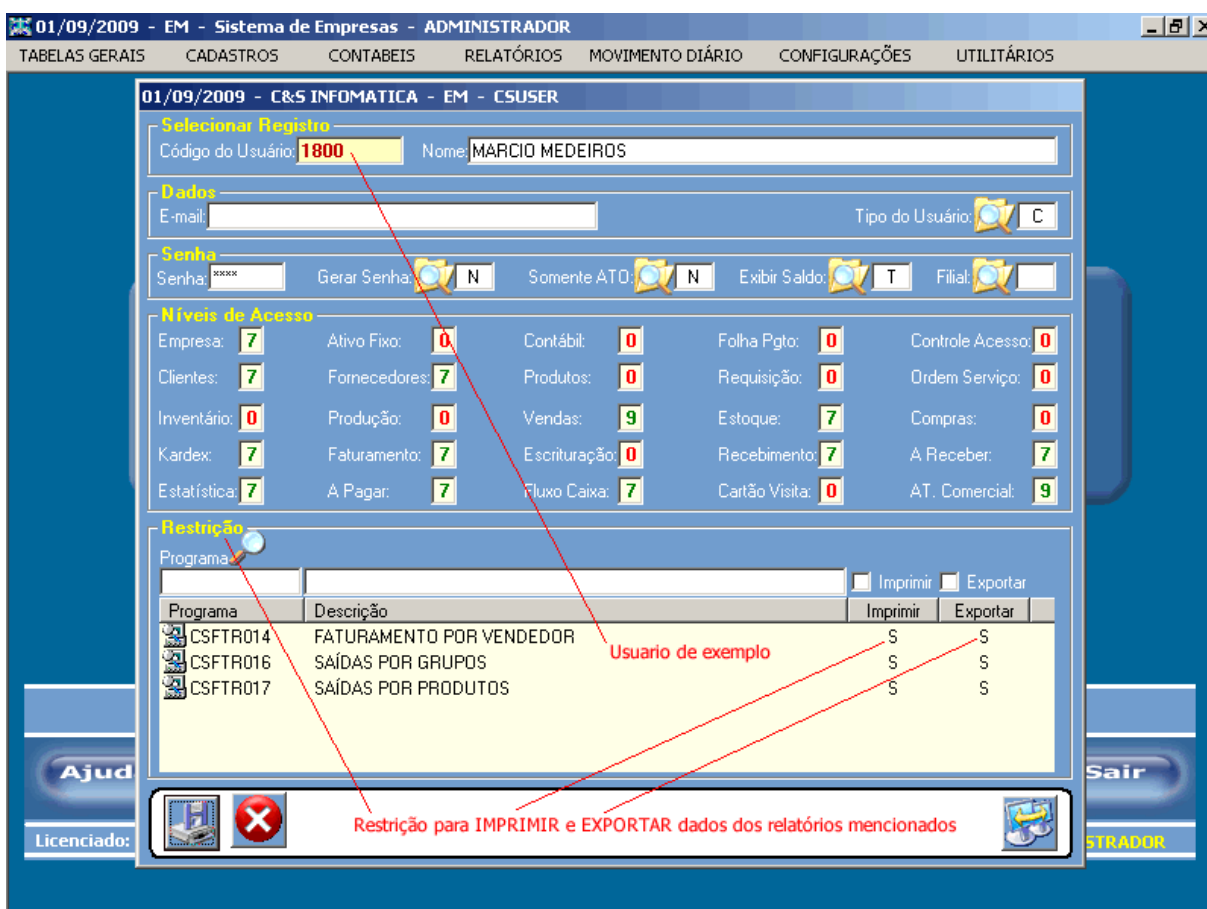 01/09/2009 - EM - Sistema de Empresas - ADMINISTRADOR
TABELAS GERAIS CADASTROS CONTABEIS RELATÓRIOS MOVIMENTO DIÁRIO CONFIGURAÇÕES UTILITÁRIOS
01/09/2009 - C&S INFOMATICA - EM - CSUSER
Selecionar Registro
Código do Usuário: 1800 Nome: MARCIO MEDEIROS
Dados
E-mail: Tipo do Usuário: C
Senha
Senha: **** Gerar Senha: N Somente ATO: N Exibir Saldo: T Filial:
Níveis de Acesso
Empresa: 7 Ativo Fixo: 0 Contábil: 0 Folha Pgto: 0 Controle Acesso: 0
Clientes: 7 Fornecedores: 7 Produtos: 0 Requisição: 0 Ordem Serviço: 0
Inventário: 0 Produção: 0 Vendas: 9 Estoque: 7 Compras: 0
Kardex: 7 Faturamento: 7 Escrituração: 0 Recebimento: 7 A Receber: 7
Estatística: 7 A Pagar: 7 Fluxo Caixa: 7 Cartão Visita: 0 AT. Comercial: 9
Restrição
Programa
Imprimir Exportar
Programa Descrição Imprimir Exportar
CSFTR014 FATURAMENTO POR VENDEDOR S S
Usuario de exemplo
CSFTR016 SAÍDAS POR GRUPOS S S
CSFTR017 SAÍDAS POR PRODUTOS S S
Ajud Sair
Restrição para IMPRIMIR e EXPORTAR dados dos relatórios mencionados
Licenciado: STRADOR